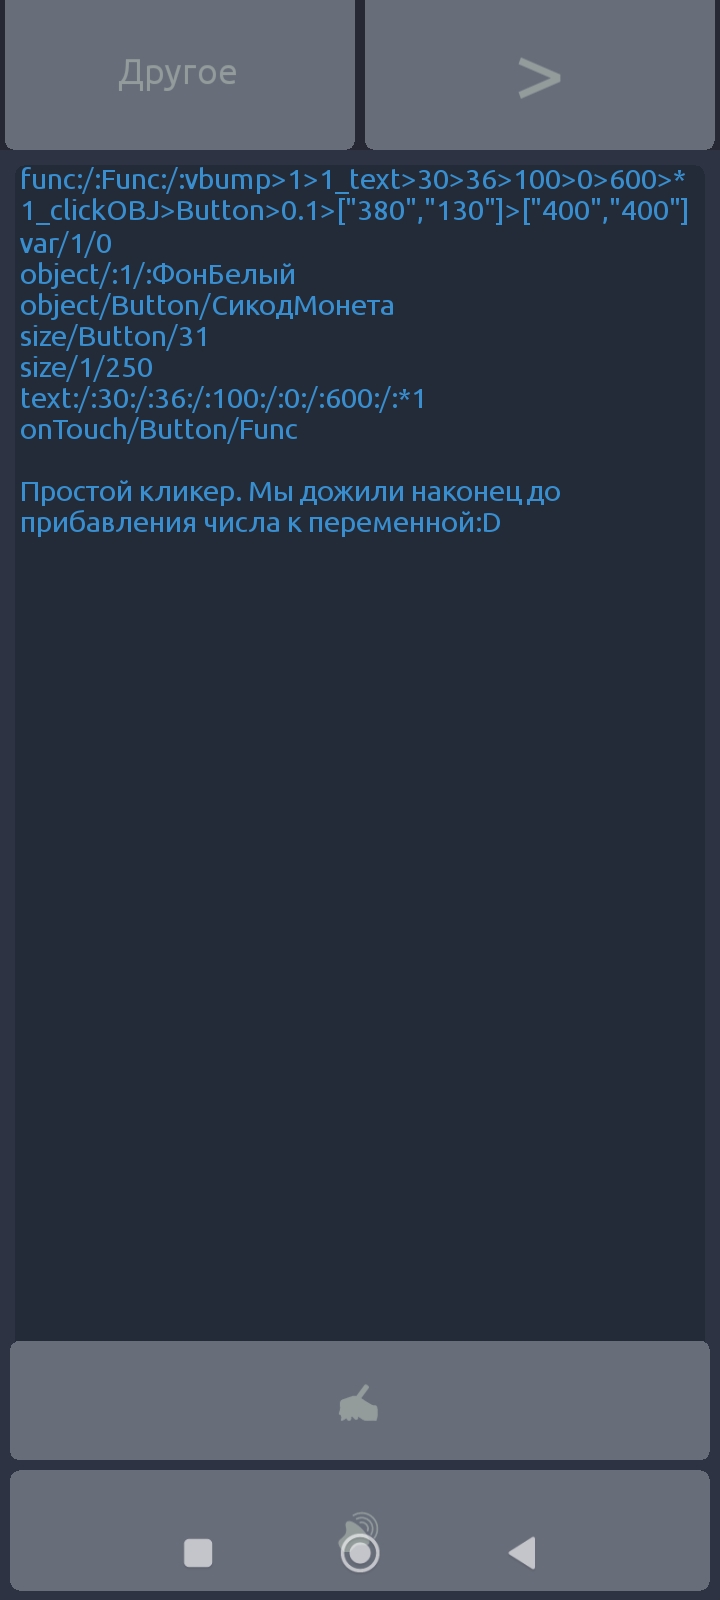 Другое
>
func:/:Func:/:vbump>1>1_text>30>36>100>0>600>*
1_clickOBJ>Button>0.1>["380","130"]>["400","400"]
var/1/0
object/:1/:ФонБелый
object/Button/СикодМонета
size/Button/31
size/1/250
text:/:30:/:36:/:100:/:0:/:600:/:*1
onTouch/Button/Func
Простой кликер. Мы дожили наконец до
прибавления числа к переменной:D